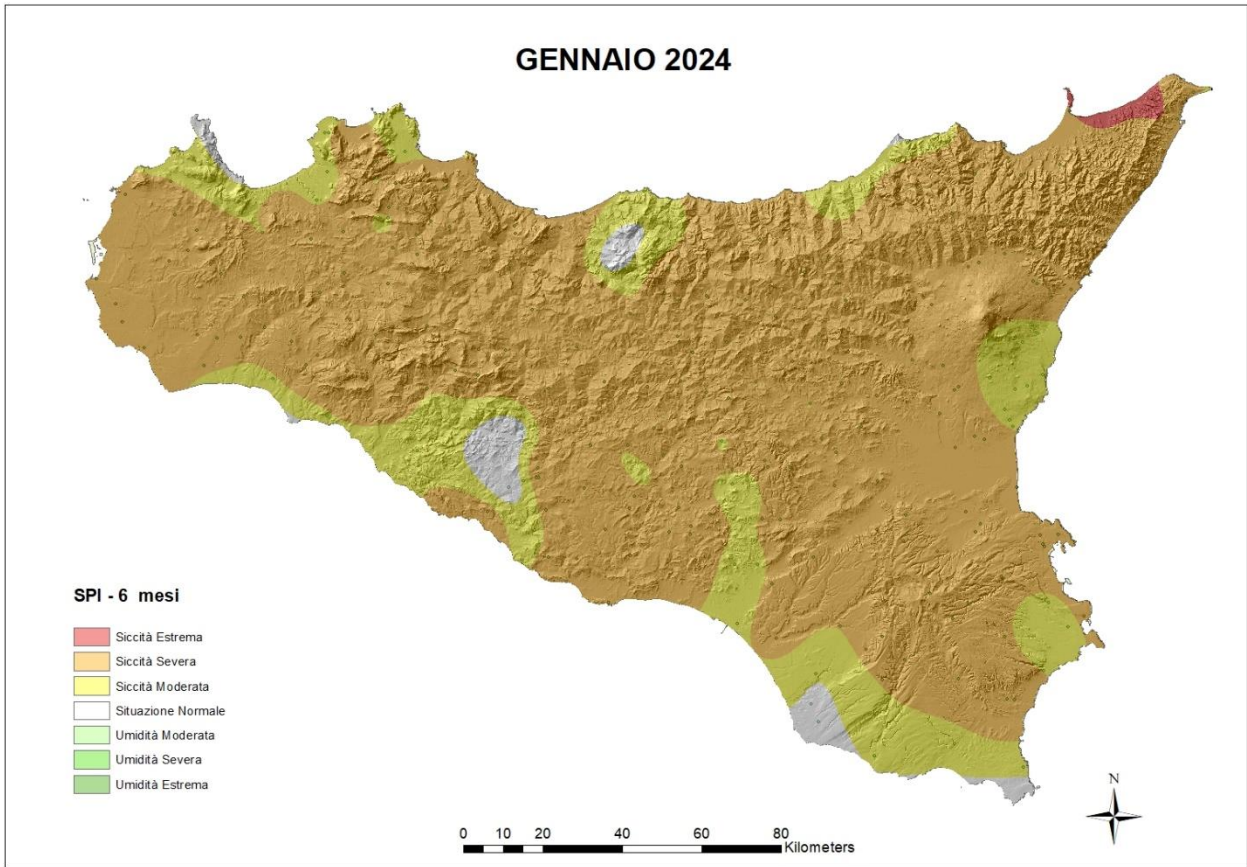 GENNAIO 2024
SPI - 6 mesi
Siccità Estrema
Siccità Severa
Siccità Moderata
Situazione Normale
Umidità Moderata
Umidità Severa
Umidità Estrema
N
0 10 20 40 60 80
Kilometers